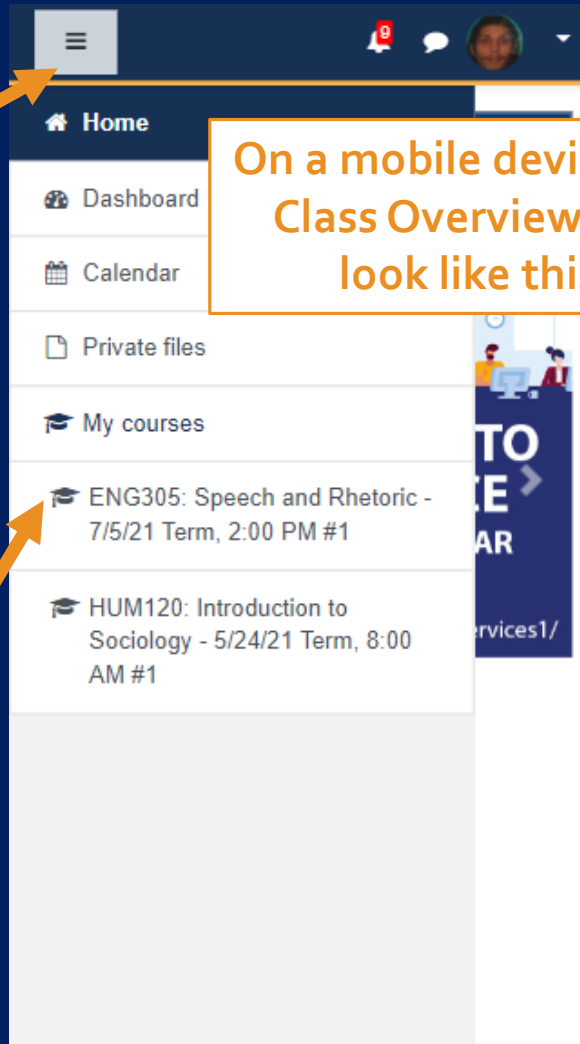 9
Home
On a mobile devi
Class Overview
look like thi
Dashboard
Calendar
Private files
My courses
ENG305: Speech and Rhetoric -
7/5/21 Term, 2:00 PM #1
HUM120: Introduction to
Sociology - 5/24/21 Term, 8:00
AM #1
TO
E
AR
rvices1/